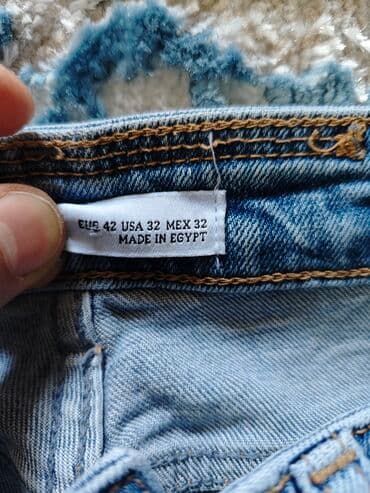 EUR 42 USA 32 MEX 32
MADE IN EGYPT